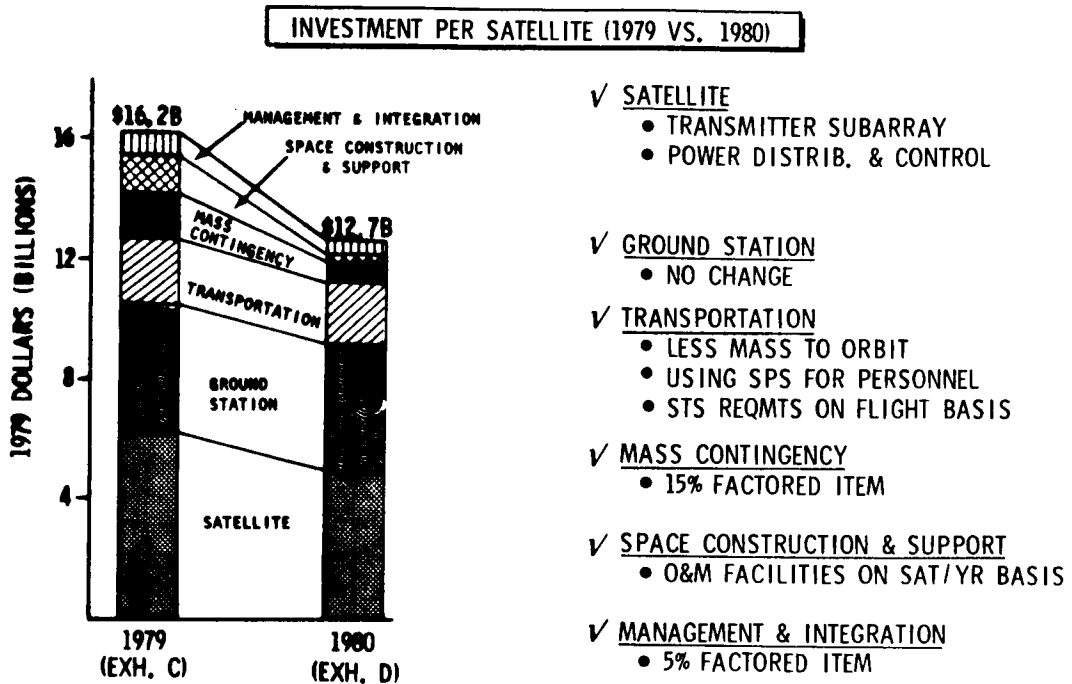 INVESTMENT PER SATELLITE (1979 VS. 1980)
1979 DOLLARS (BILLIONS)
16
12
8
4
$16.2B
$12.7B
MANAGEMENT & INTEGRATION
SPACE CONSTRUCTION
& SUPPORT
MASS
CONTINGENCY
TRANSPORTATION
GROUND
STATION
SATELLITE
1979
(EXH. C)
1980
(EXH. D)
√ SATELLITE
• TRANSMITTER SUBARRAY
• POWER DISTRIB. & CONTROL
√ GROUND STATION
• NO CHANGE
√ TRANSPORTATION
• LESS MASS TO ORBIT
• USING SPS FOR PERSONNEL
• STS REQMTS ON FLIGHT BASIS
√ MASS CONTINGENCY
• 15% FACTORED ITEM
√ SPACE CONSTRUCTION & SUPPORT
• O&M FACILITIES ON SAT/YR BASIS
√ MANAGEMENT & INTEGRATION
• 5% FACTORED ITEM